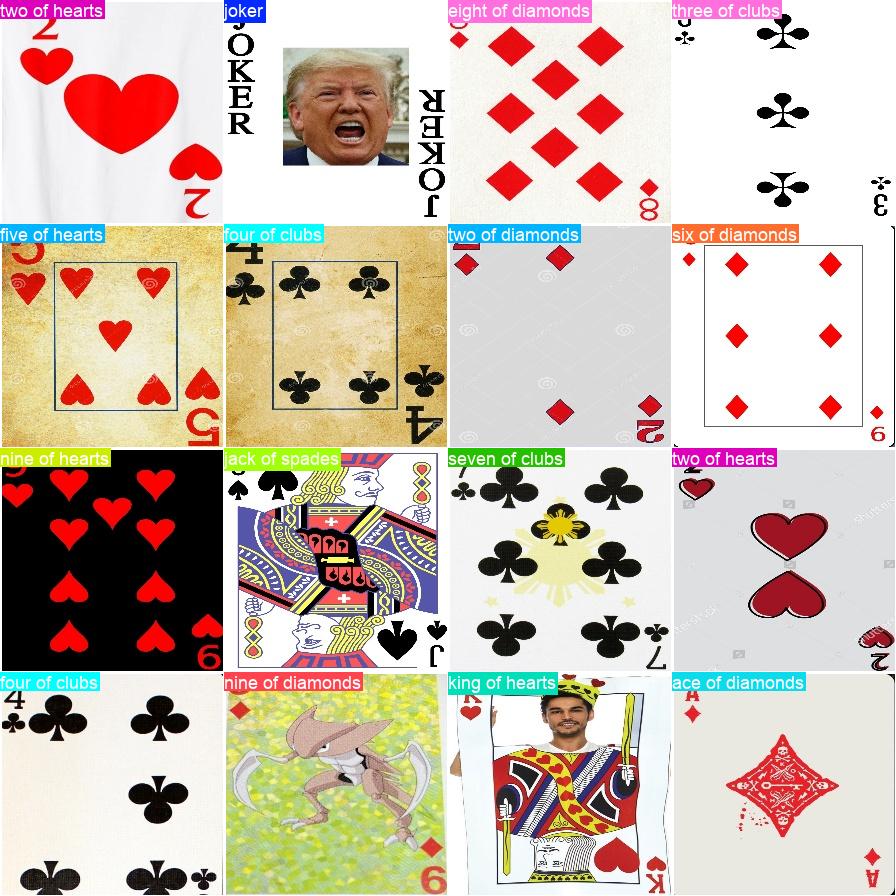 two of hearts
joker
eight of diamonds
three of clubs
2
JOKER
JOKER
8
3
2
five of hearts
four of clubs
two of diamonds
six of diamonds
5
4
5
4
2
6
nine of hearts
jack of spades
seven of clubs
two of hearts
7
9
J
7
2
four of clubs
nine of diamonds
king of hearts
ace of diamonds
4
K
A
9
K
A